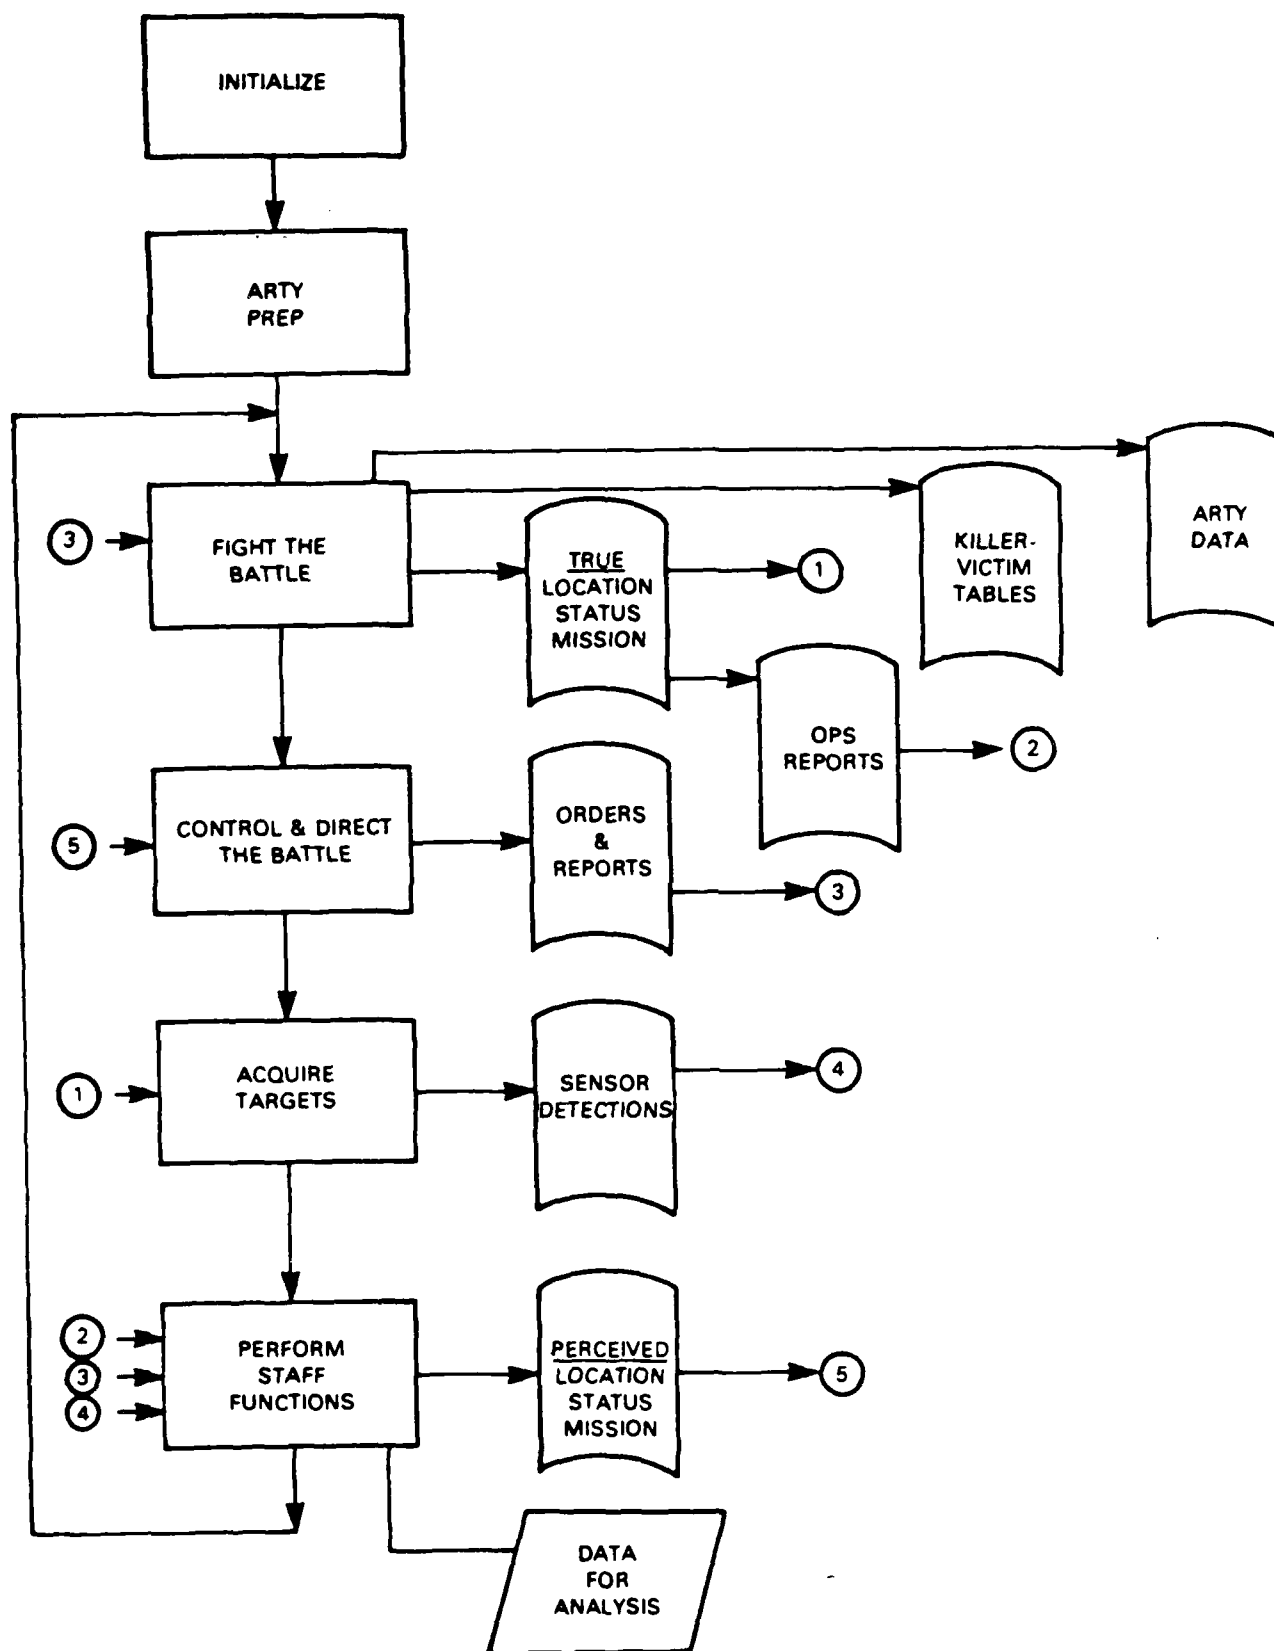 INITIALIZE
ARTY
PREP
3
FIGHT THE
BATTLE
TRUE
LOCATION
STATUS
MISSION
1
KILLER-
VICTIM
TABLES
ARTY
DATA
OPS
REPORTS
2
5
CONTROL & DIRECT
THE BATTLE
ORDERS
&
REPORTS
3
1
ACQUIRE
TARGETS
SENSOR
DETECTIONS
4
2
3
4
PERFORM
STAFF
FUNCTIONS
PERCEIVED
LOCATION
STATUS
MISSION
5
DATA
FOR
ANALYSIS